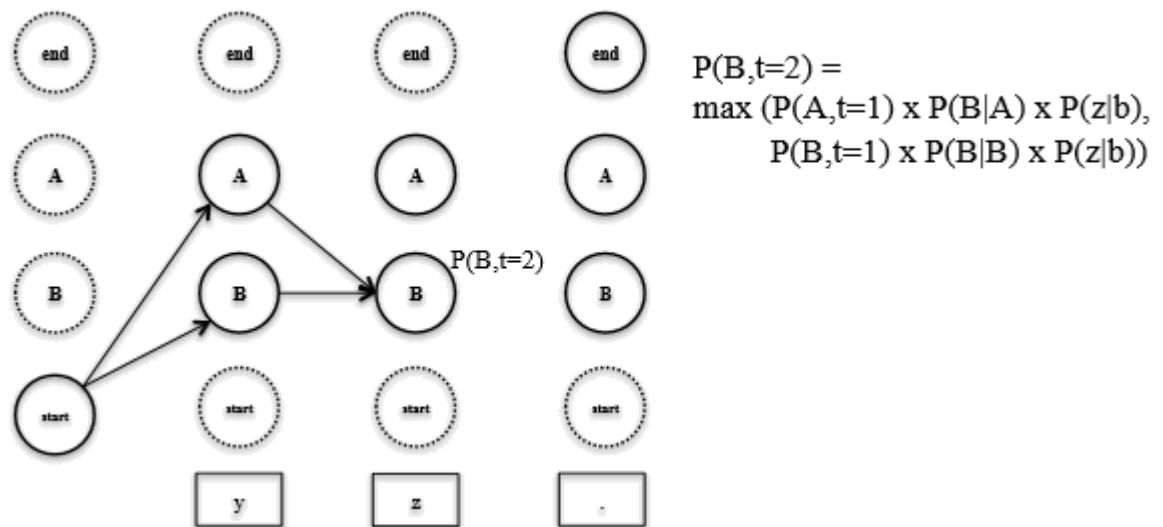 end end end end
P(B,t=2) =
max (P(A,t=1) x P(B|A) x P(z|b),
P(B,t=1) x P(B|B) x P(z|b))
A A A A
P(B,t=2)
B B B B
start start start start
y z .